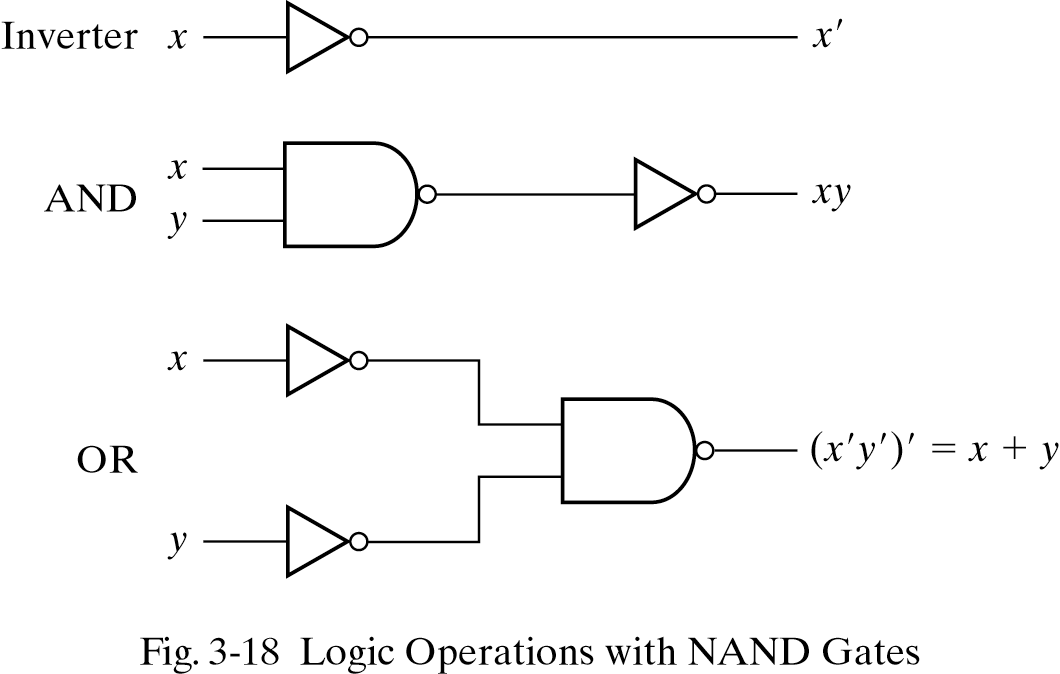 Inverter x x′
x
AND xy
y
x
OR (x′y′)′ = x + y
y
Fig. 3-18 Logic Operations with NAND Gates